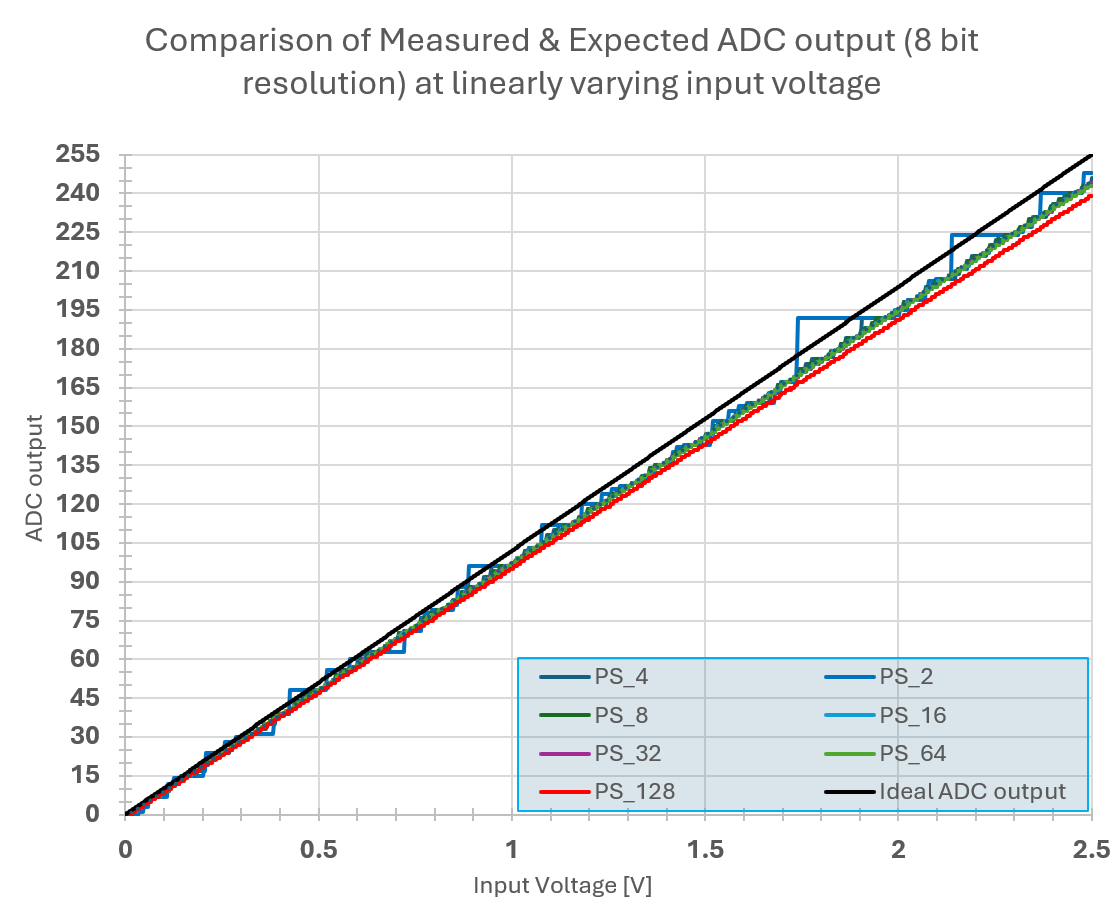 Comparison of Measured & Expected ADC output (8 bit
resolution) at linearly varying input voltage
255
240
225
210
195
180
165
150
135
120
105
90
75
60
45
30
15
0
ADC output
PS_4 PS_2
PS_8 PS_16
PS_32 PS_64
PS_128 Ideal ADC output
0 0.5 1 1.5 2 2.5
Input Voltage [V]